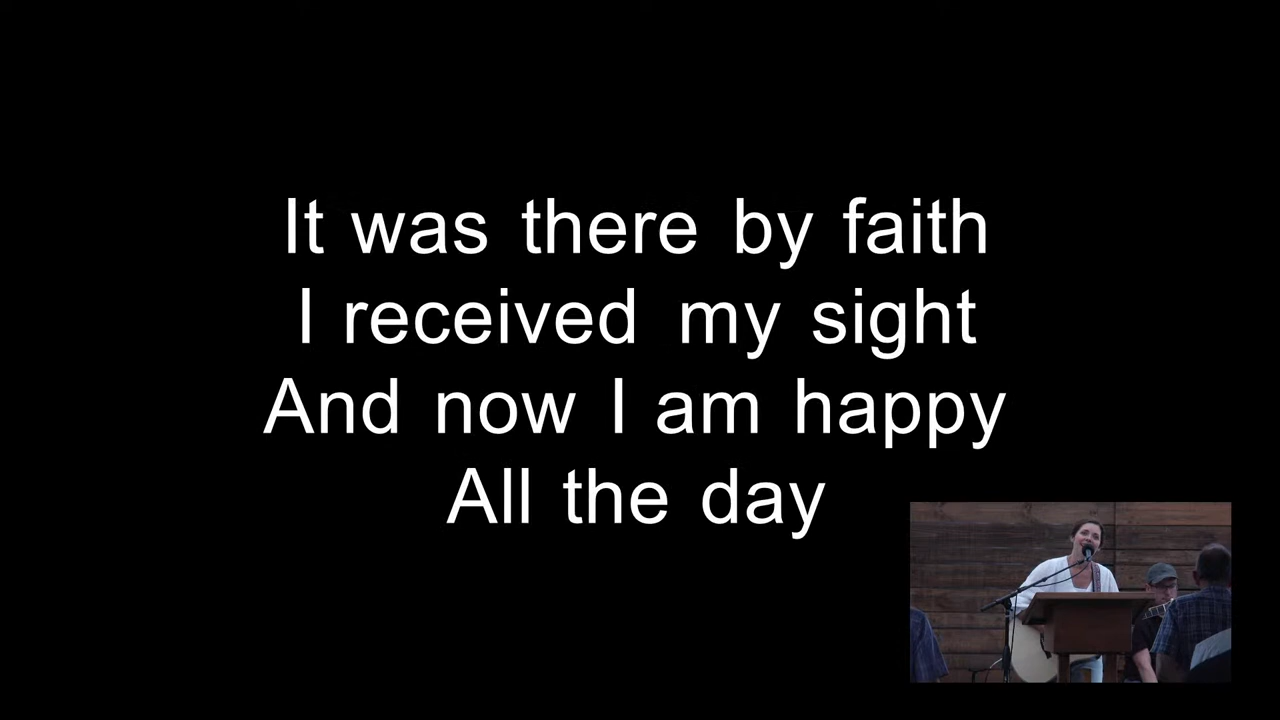 It was there by faith
I received my sight
And now I am happy
All the day